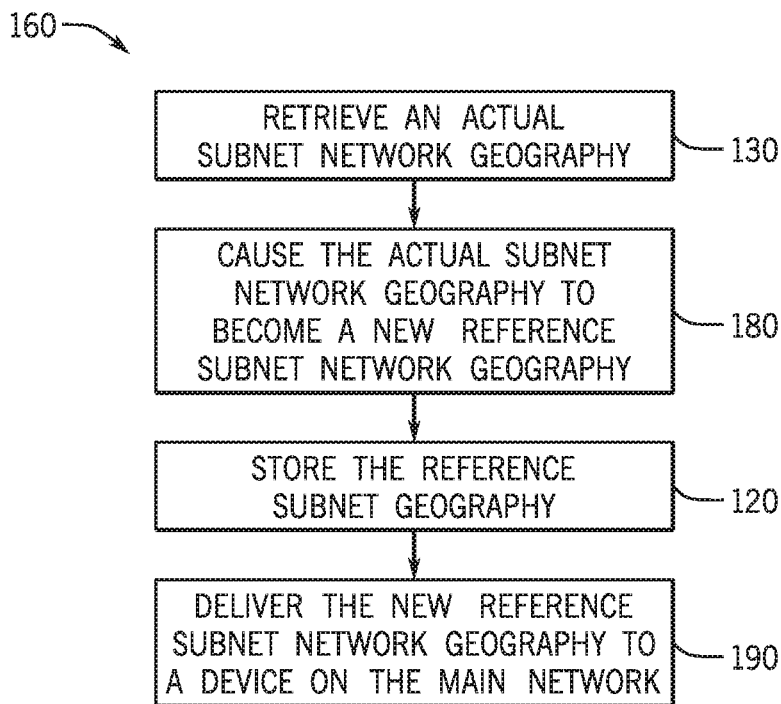 160
RETRIEVE AN ACTUAL
SUBNET NETWORK GEOGRAPHY
130
CAUSE THE ACTUAL SUBNET
NETWORK GEOGRAPHY TO
BECOME A NEW REFERENCE
SUBNET NETWORK GEOGRAPHY
180
STORE THE REFERENCE
SUBNET GEOGRAPHY
120
DELIVER THE NEW REFERENCE
SUBNET NETWORK GEOGRAPHY TO
A DEVICE ON THE MAIN NETWORK
190